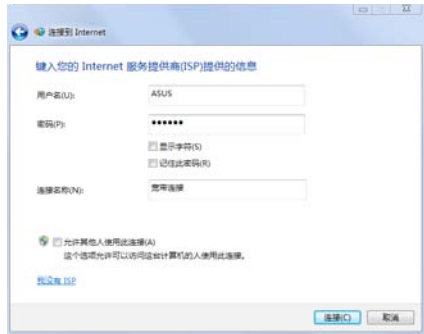 连接到 Internet
键入您的 Internet 服务提供商(ISP)提供的信息
用户名(U): ASUS
密码(P): ●●●●●●
显示字符(S)
记住此密码(R)
连接名称(N): 宽带连接
允许其他人使用此连接(A)
这个选项允许可以访问这台计算机的人使用此连接。
我没有 ISP
连接(C) 取消